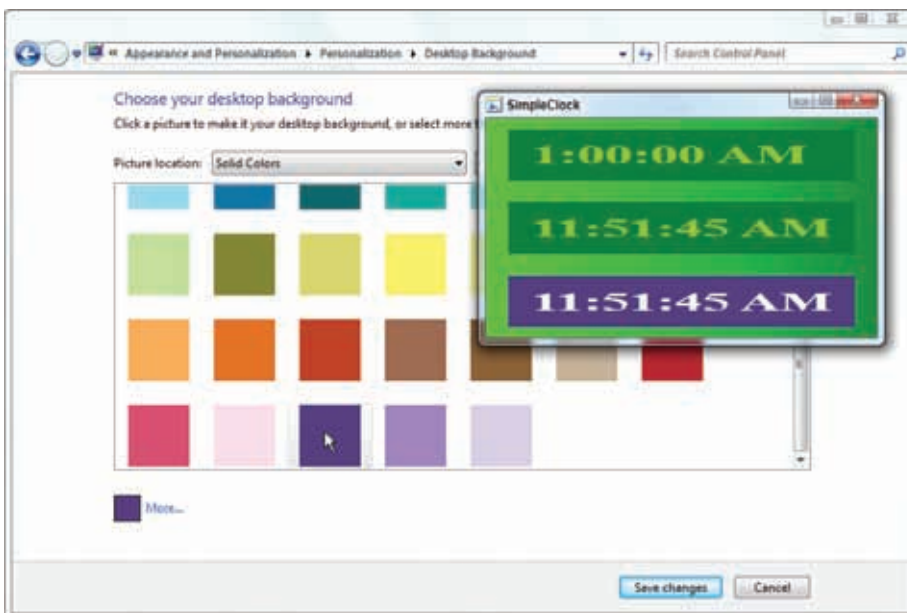 « Appearance and Personalization ▸ Personalization ▸ Desktop Background
Search Control Panel
Choose your desktop background
Click a picture to make it your desktop background, or select more
Picture location: Solid Colors
SimpleClock
1:00:00 AM
11:51:45 AM
11:51:45 AM
More...
Save changes
Cancel